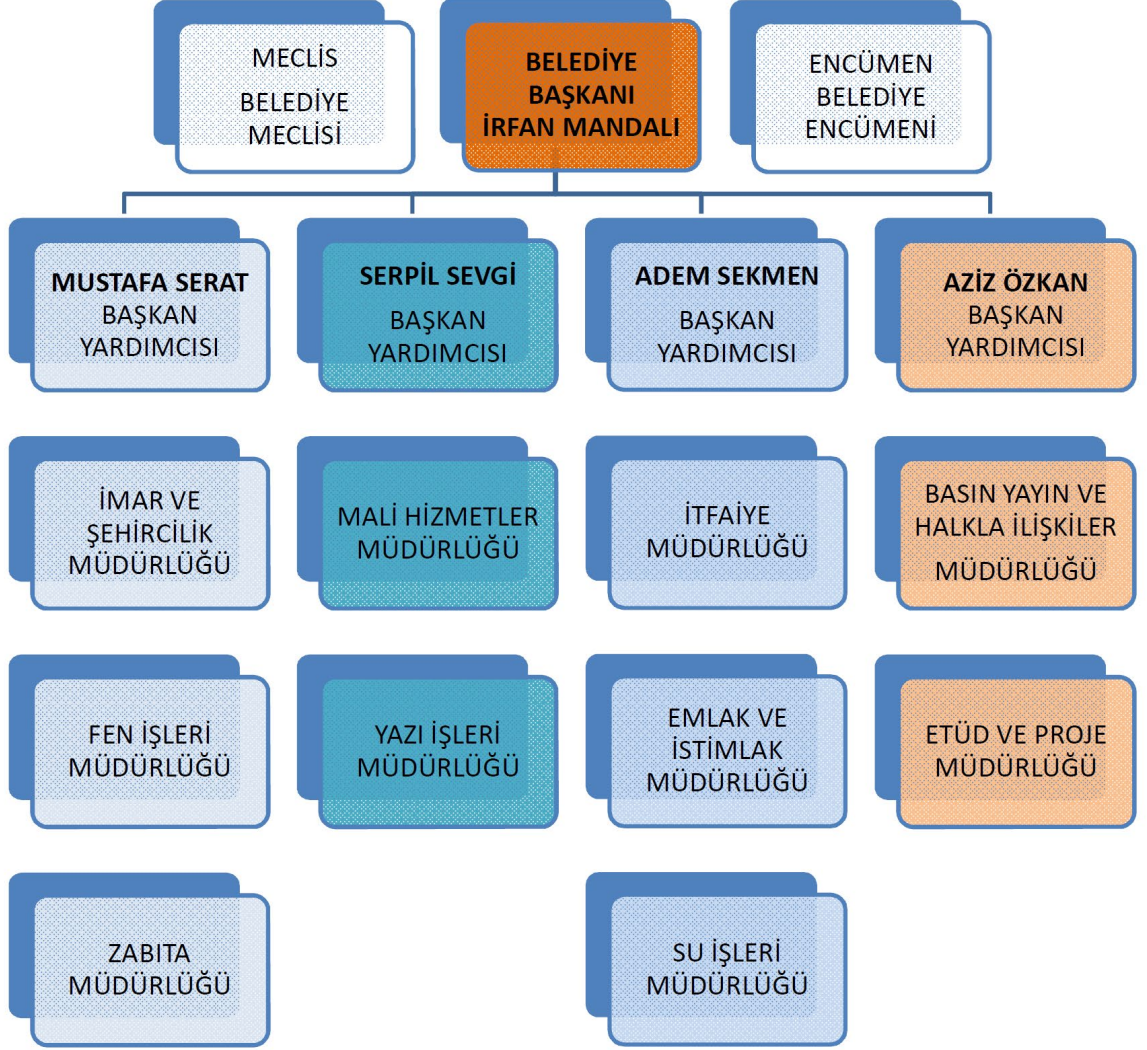 MECLİS
BELEDİYE
MECLİSİ
BELEDİYE
BAŞKANI
İRFAN MANDALI
ENCÜMEN
BELEDİYE
ENCÜMENİ
MUSTAFA SERAT
BAŞKAN
YARDIMCISI
SERPİL SEVGİ
BAŞKAN
YARDIMCISI
ADEM SEKMEN
BAŞKAN
YARDIMCISI
AZİZ ÖZKAN
BAŞKAN
YARDIMCISI
İMAR VE
ŞEHİRCİLİK
MÜDÜRLÜĞÜ
MALİ HİZMETLER
MÜDÜRLÜĞÜ
İTFAİYE
MÜDÜRLÜĞÜ
BASIN YAYIN VE
HALKLA İLİŞKİLER
MÜDÜRLÜĞÜ
FEN İŞLERİ
MÜDÜRLÜĞÜ
YAZI İŞLERİ
MÜDÜRLÜĞÜ
EMLAK VE
İSTİMLAK
MÜDÜRLÜĞÜ
ETÜD VE PROJE
MÜDÜRLÜĞÜ
ZABITA
MÜDÜRLÜĞÜ
SU İŞLERİ
MÜDÜRLÜĞÜ